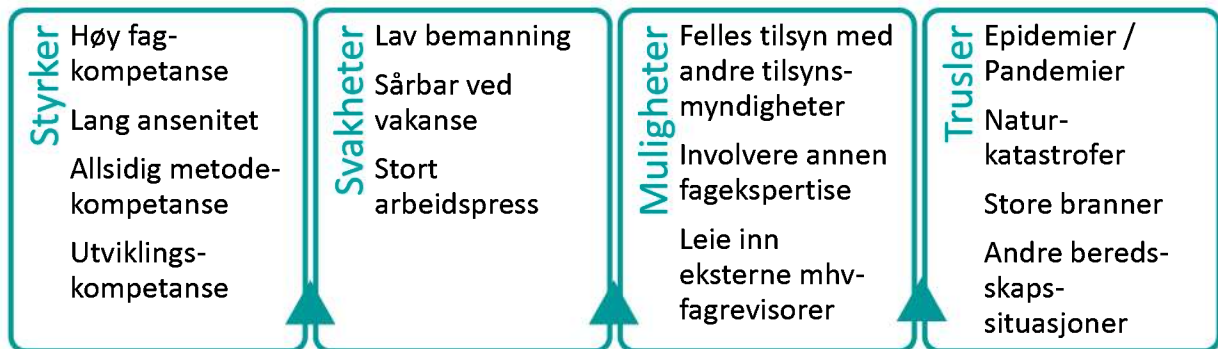 Styrker
Høy fag-
kompetanse
Lang ansenitet
Allsidig metode-
kompetanse
Utviklings-
kompetanse
Svakheter
Lav bemanning
Sårbar ved
vakanse
Stort
arbeidspress
Muligheter
Felles tilsyn med
andre tilsyns-
myndigheter
Involvere annen
fagekspertise
Leie inn
eksterne mhv-
fagrevisorer
Trusler
Epidemier /
Pandemier
Natur-
katastrofer
Store branner
Andre bereds-
skaps-
situasjoner